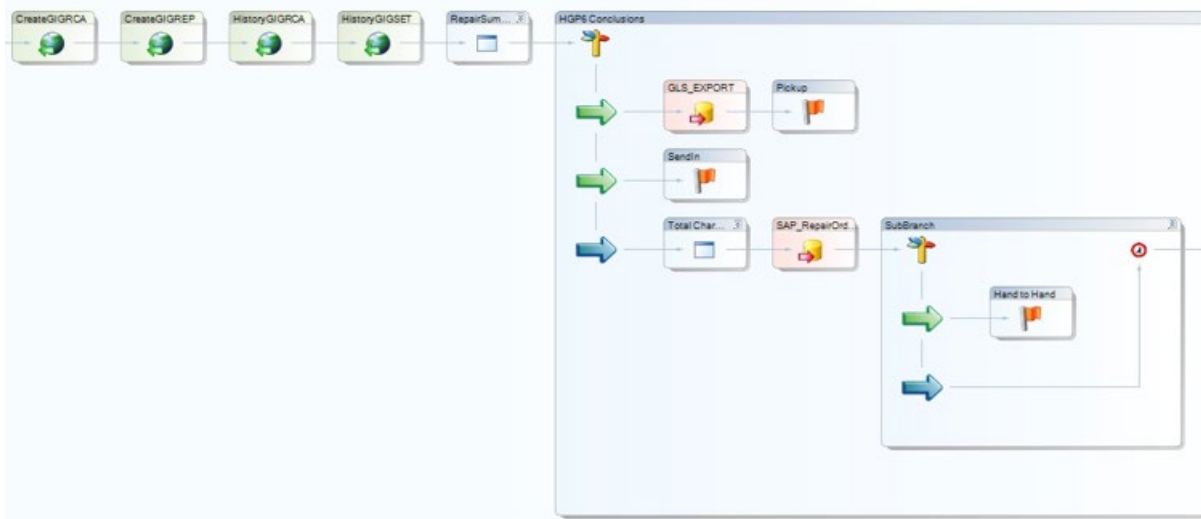 CreateGIGRCA
CreateGIGREP
HistoryGIGRCA
HistoryGIGSET
RepairSum...
HGP6 Conclusions
GLS_EXPORT
Pickup
SendIn
Total Char...
SAP_RepairOrd...
SubBranch
Hand to Hand